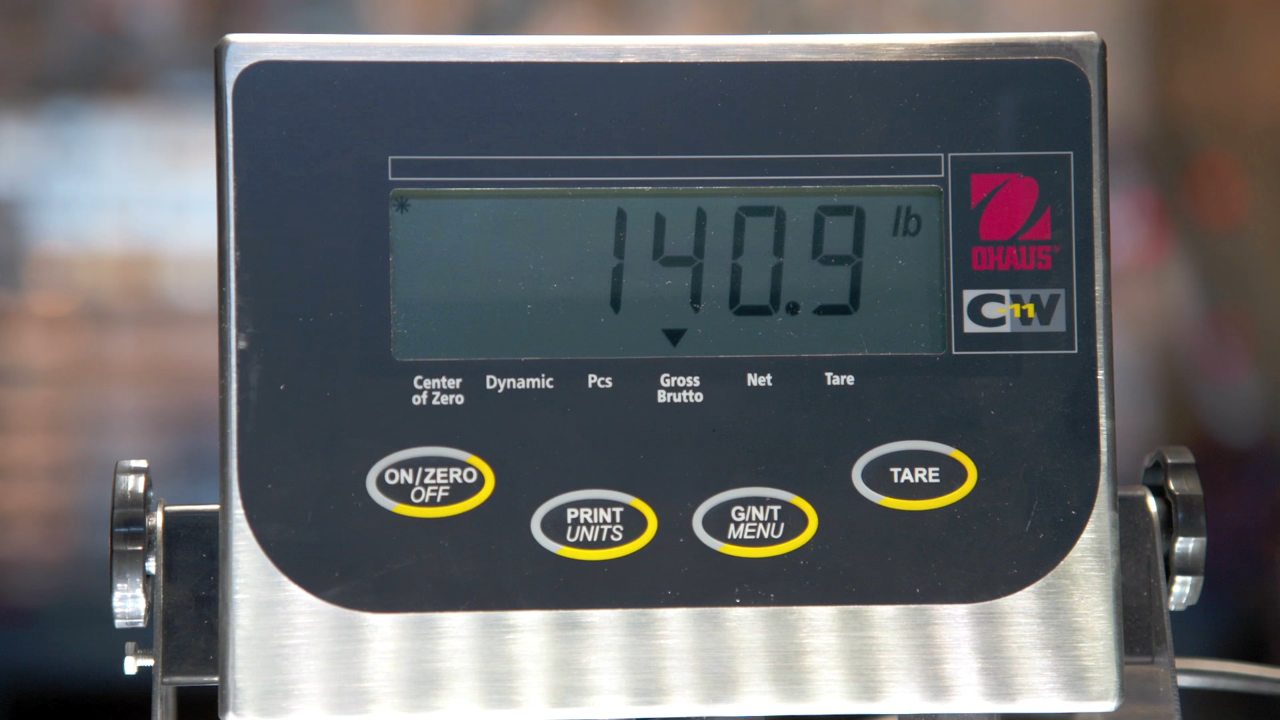 * 140.9 lb
OHAUS
CW-11
Center of Zero
Dynamic
Pcs
Gross Brutto
Net
Tare
ON/ZERO
OFF
PRINT
UNITS
G/N/T
MENU
TARE